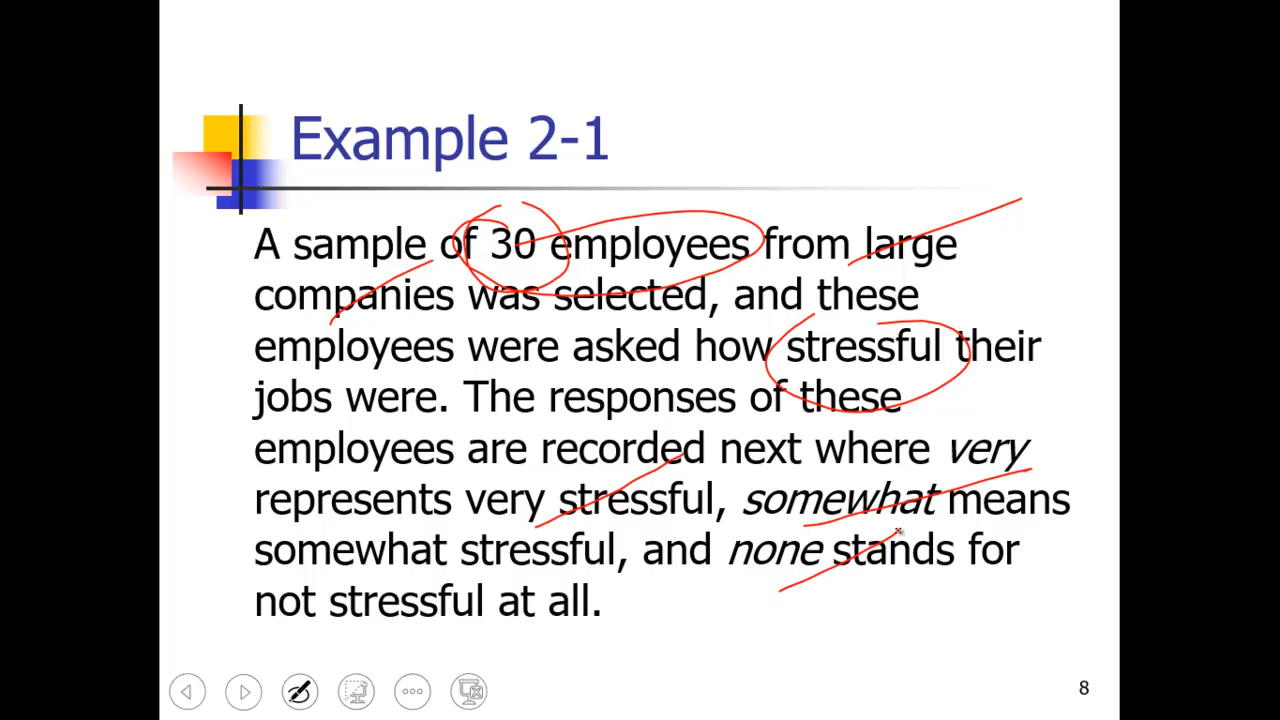 Example 2-1
A sample of 30 employees from large
companies was selected, and these
employees were asked how stressful their
jobs were. The responses of these
employees are recorded next where very
represents very stressful, somewhat means
somewhat stressful, and none stands for
not stressful at all.
8